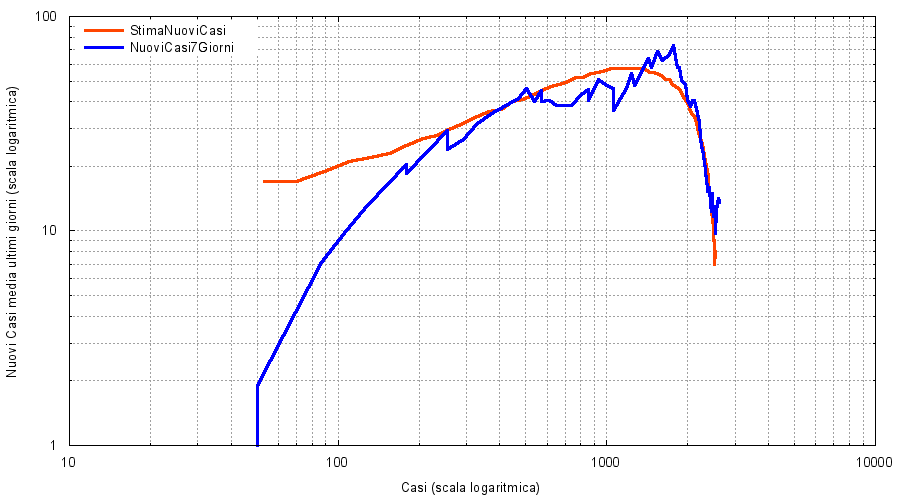 100
StimaNuoviCasi
NuoviCasi7Giorni
10
1
Nuovi Casi media ultimi giorni (scala logaritmica)
10
100
1000
10000
Casi (scala logaritmica)